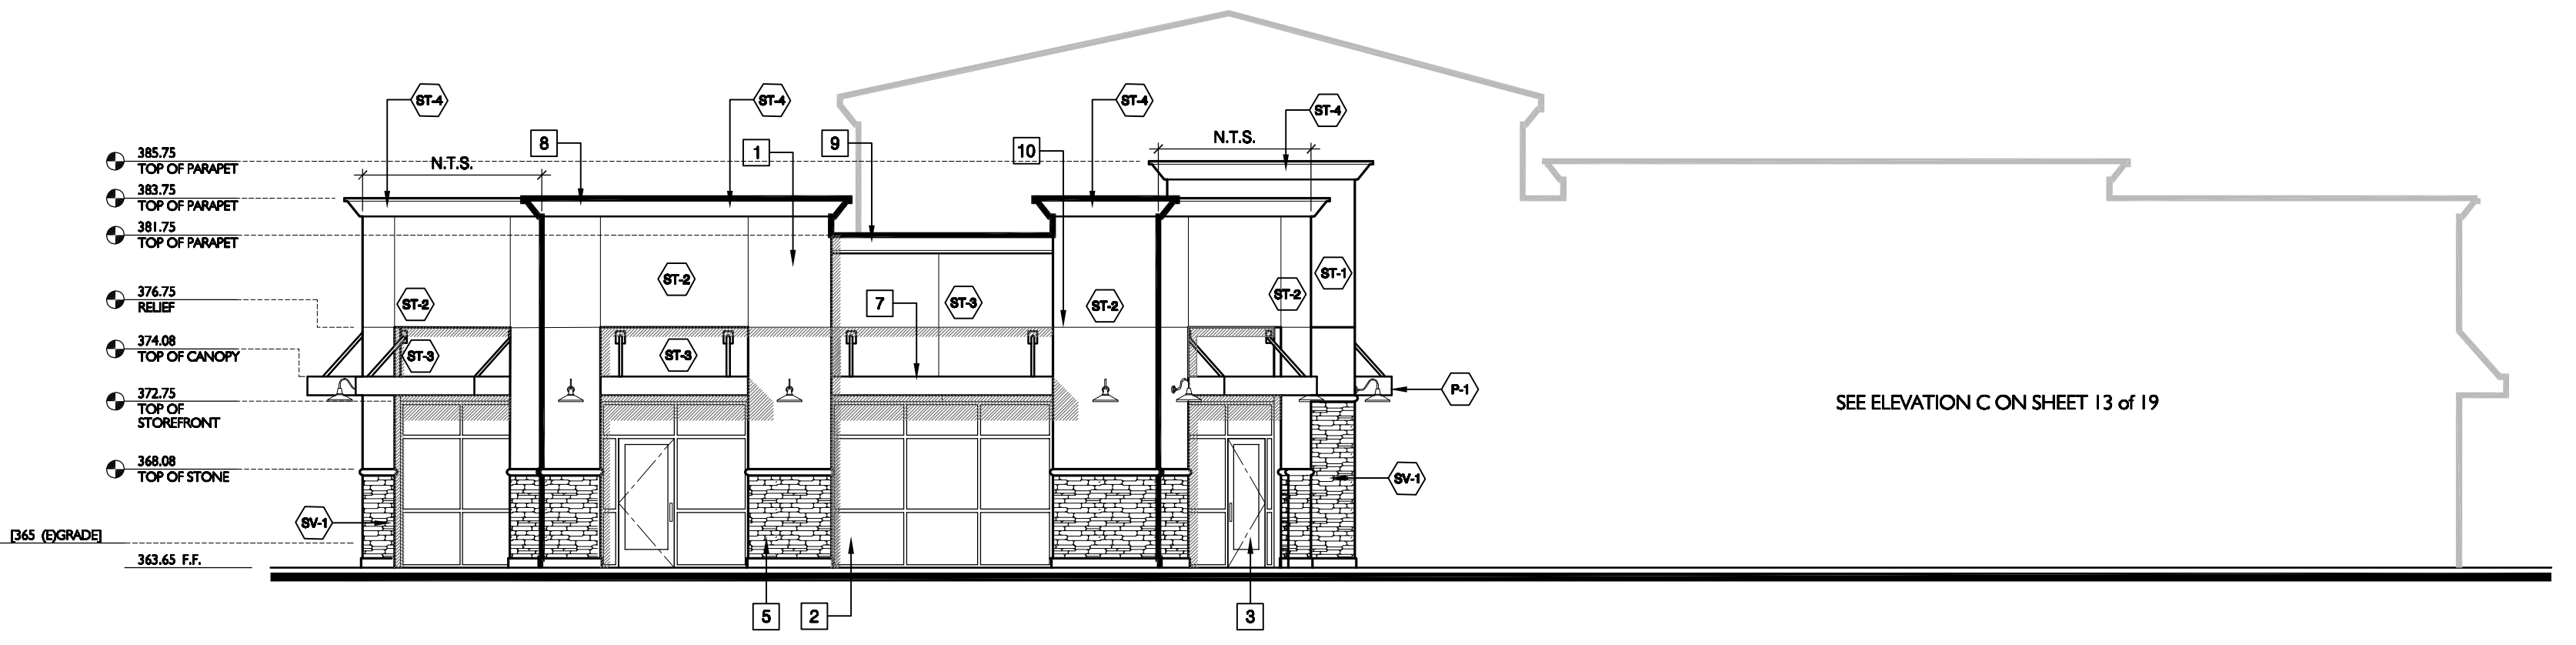 ST-4
ST-4
ST-4
ST-4
8
1
9
10
N.T.S.
N.T.S.
385.75
TOP OF PARAPET
383.75
TOP OF PARAPET
381.75
TOP OF PARAPET
376.75
RELIEF
374.08
TOP OF CANOPY
372.75
TOP OF
STOREFRONT
368.08
TOP OF STONE
[365 (E)GRADE]
363.65 F.F.
ST-2
ST-2
ST-3
ST-2
ST-2
ST-1
7
ST-3
ST-3
P-1
SEE ELEVATION C ON SHEET 13 of 19
SV-1
SV-1
5
2
3